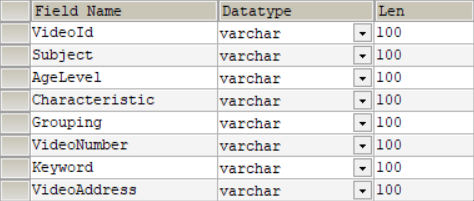 Field Name Datatype Len
VideoId varchar 100
Subject varchar 100
AgeLevel varchar 100
Characteristic varchar 100
Grouping varchar 100
VideoNumber varchar 100
Keyword varchar 100
VideoAddress varchar 100